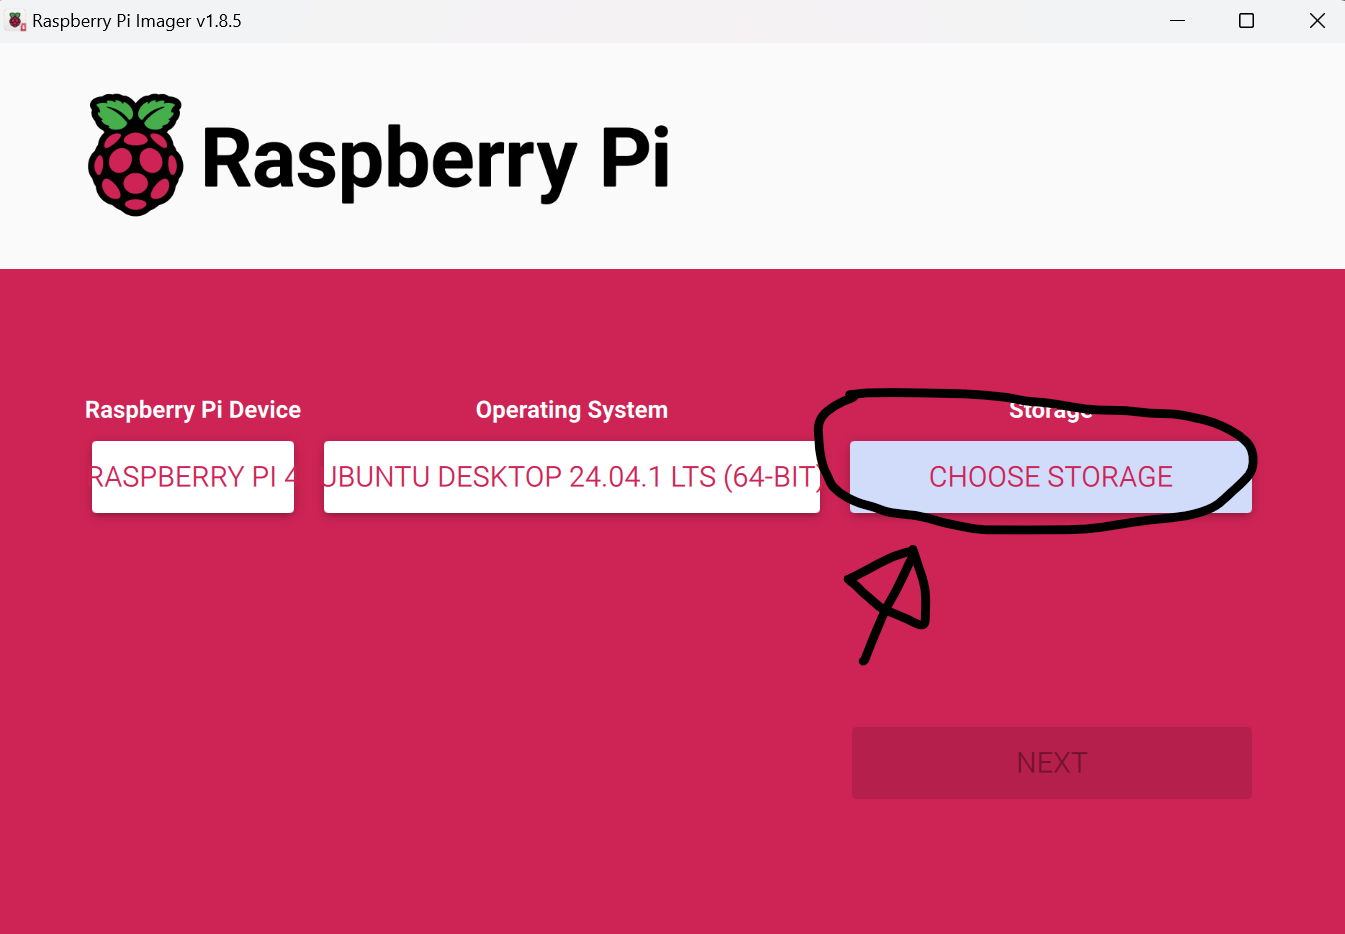 Raspberry Pi Imager v1.8.5
Raspberry Pi
Raspberry Pi Device
Operating System
Storage
RASPBERRY PI 4
UBUNTU DESKTOP 24.04.1 LTS (64-BIT)
CHOOSE STORAGE
NEXT